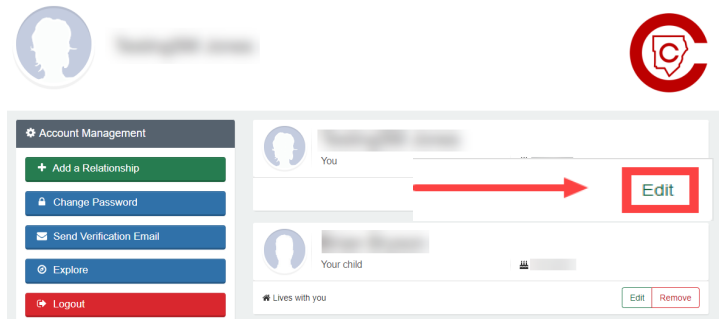 C
Account Management
Add a Relationship
Change Password
Send Verification Email
Explore
Logout
You
Edit
Your child
Lives with you
Edit
Remove